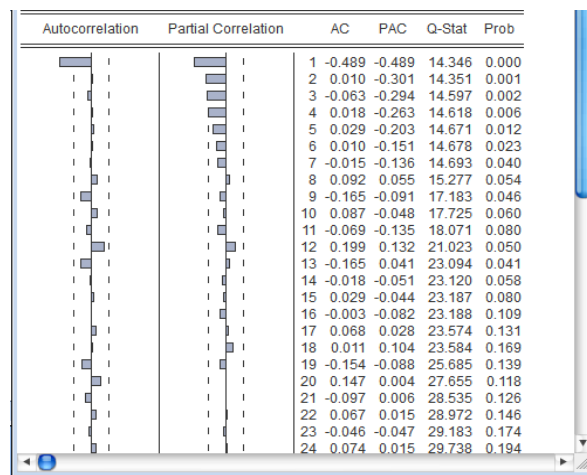 Autocorrelation Partial Correlation AC PAC Q-Stat Prob
1 -0.489 -0.489 14.346 0.000
2 0.010 -0.301 14.351 0.001
3 -0.063 -0.294 14.597 0.002
4 0.018 -0.263 14.618 0.006
5 0.029 -0.203 14.671 0.012
6 0.010 -0.151 14.678 0.023
7 -0.015 -0.136 14.693 0.040
8 0.092 0.055 15.277 0.054
9 -0.165 -0.091 17.183 0.046
10 0.087 -0.048 17.725 0.060
11 -0.069 -0.135 18.071 0.080
12 0.199 0.132 21.023 0.050
13 -0.165 0.041 23.094 0.041
14 -0.018 -0.051 23.120 0.058
15 0.029 -0.044 23.187 0.080
16 -0.003 -0.082 23.188 0.109
17 0.068 0.028 23.574 0.131
18 0.011 0.104 23.584 0.169
19 -0.154 -0.088 25.685 0.139
20 0.147 0.004 27.655 0.118
21 -0.097 0.006 28.535 0.126
22 0.067 0.015 28.972 0.146
23 -0.046 -0.047 29.183 0.174
24 0.074 0.015 29.738 0.194